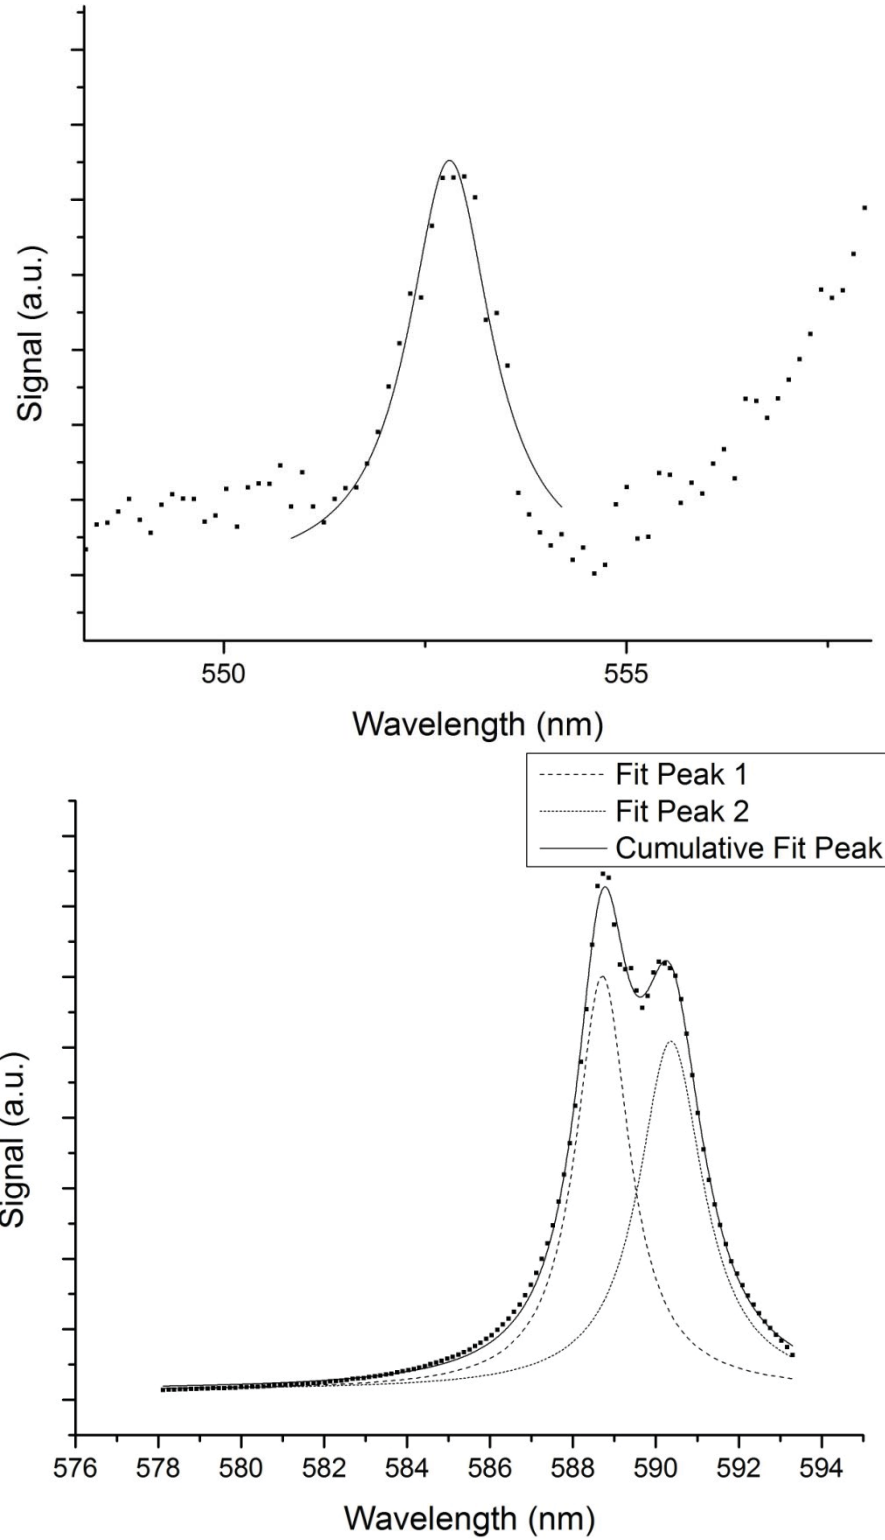 Signal (a.u.)
550 555
Wavelength (nm)
Fit Peak 1
Fit Peak 2
Cumulative Fit Peak
Signal (a.u.)
576 578 580 582 584 586 588 590 592 594
Wavelength (nm)